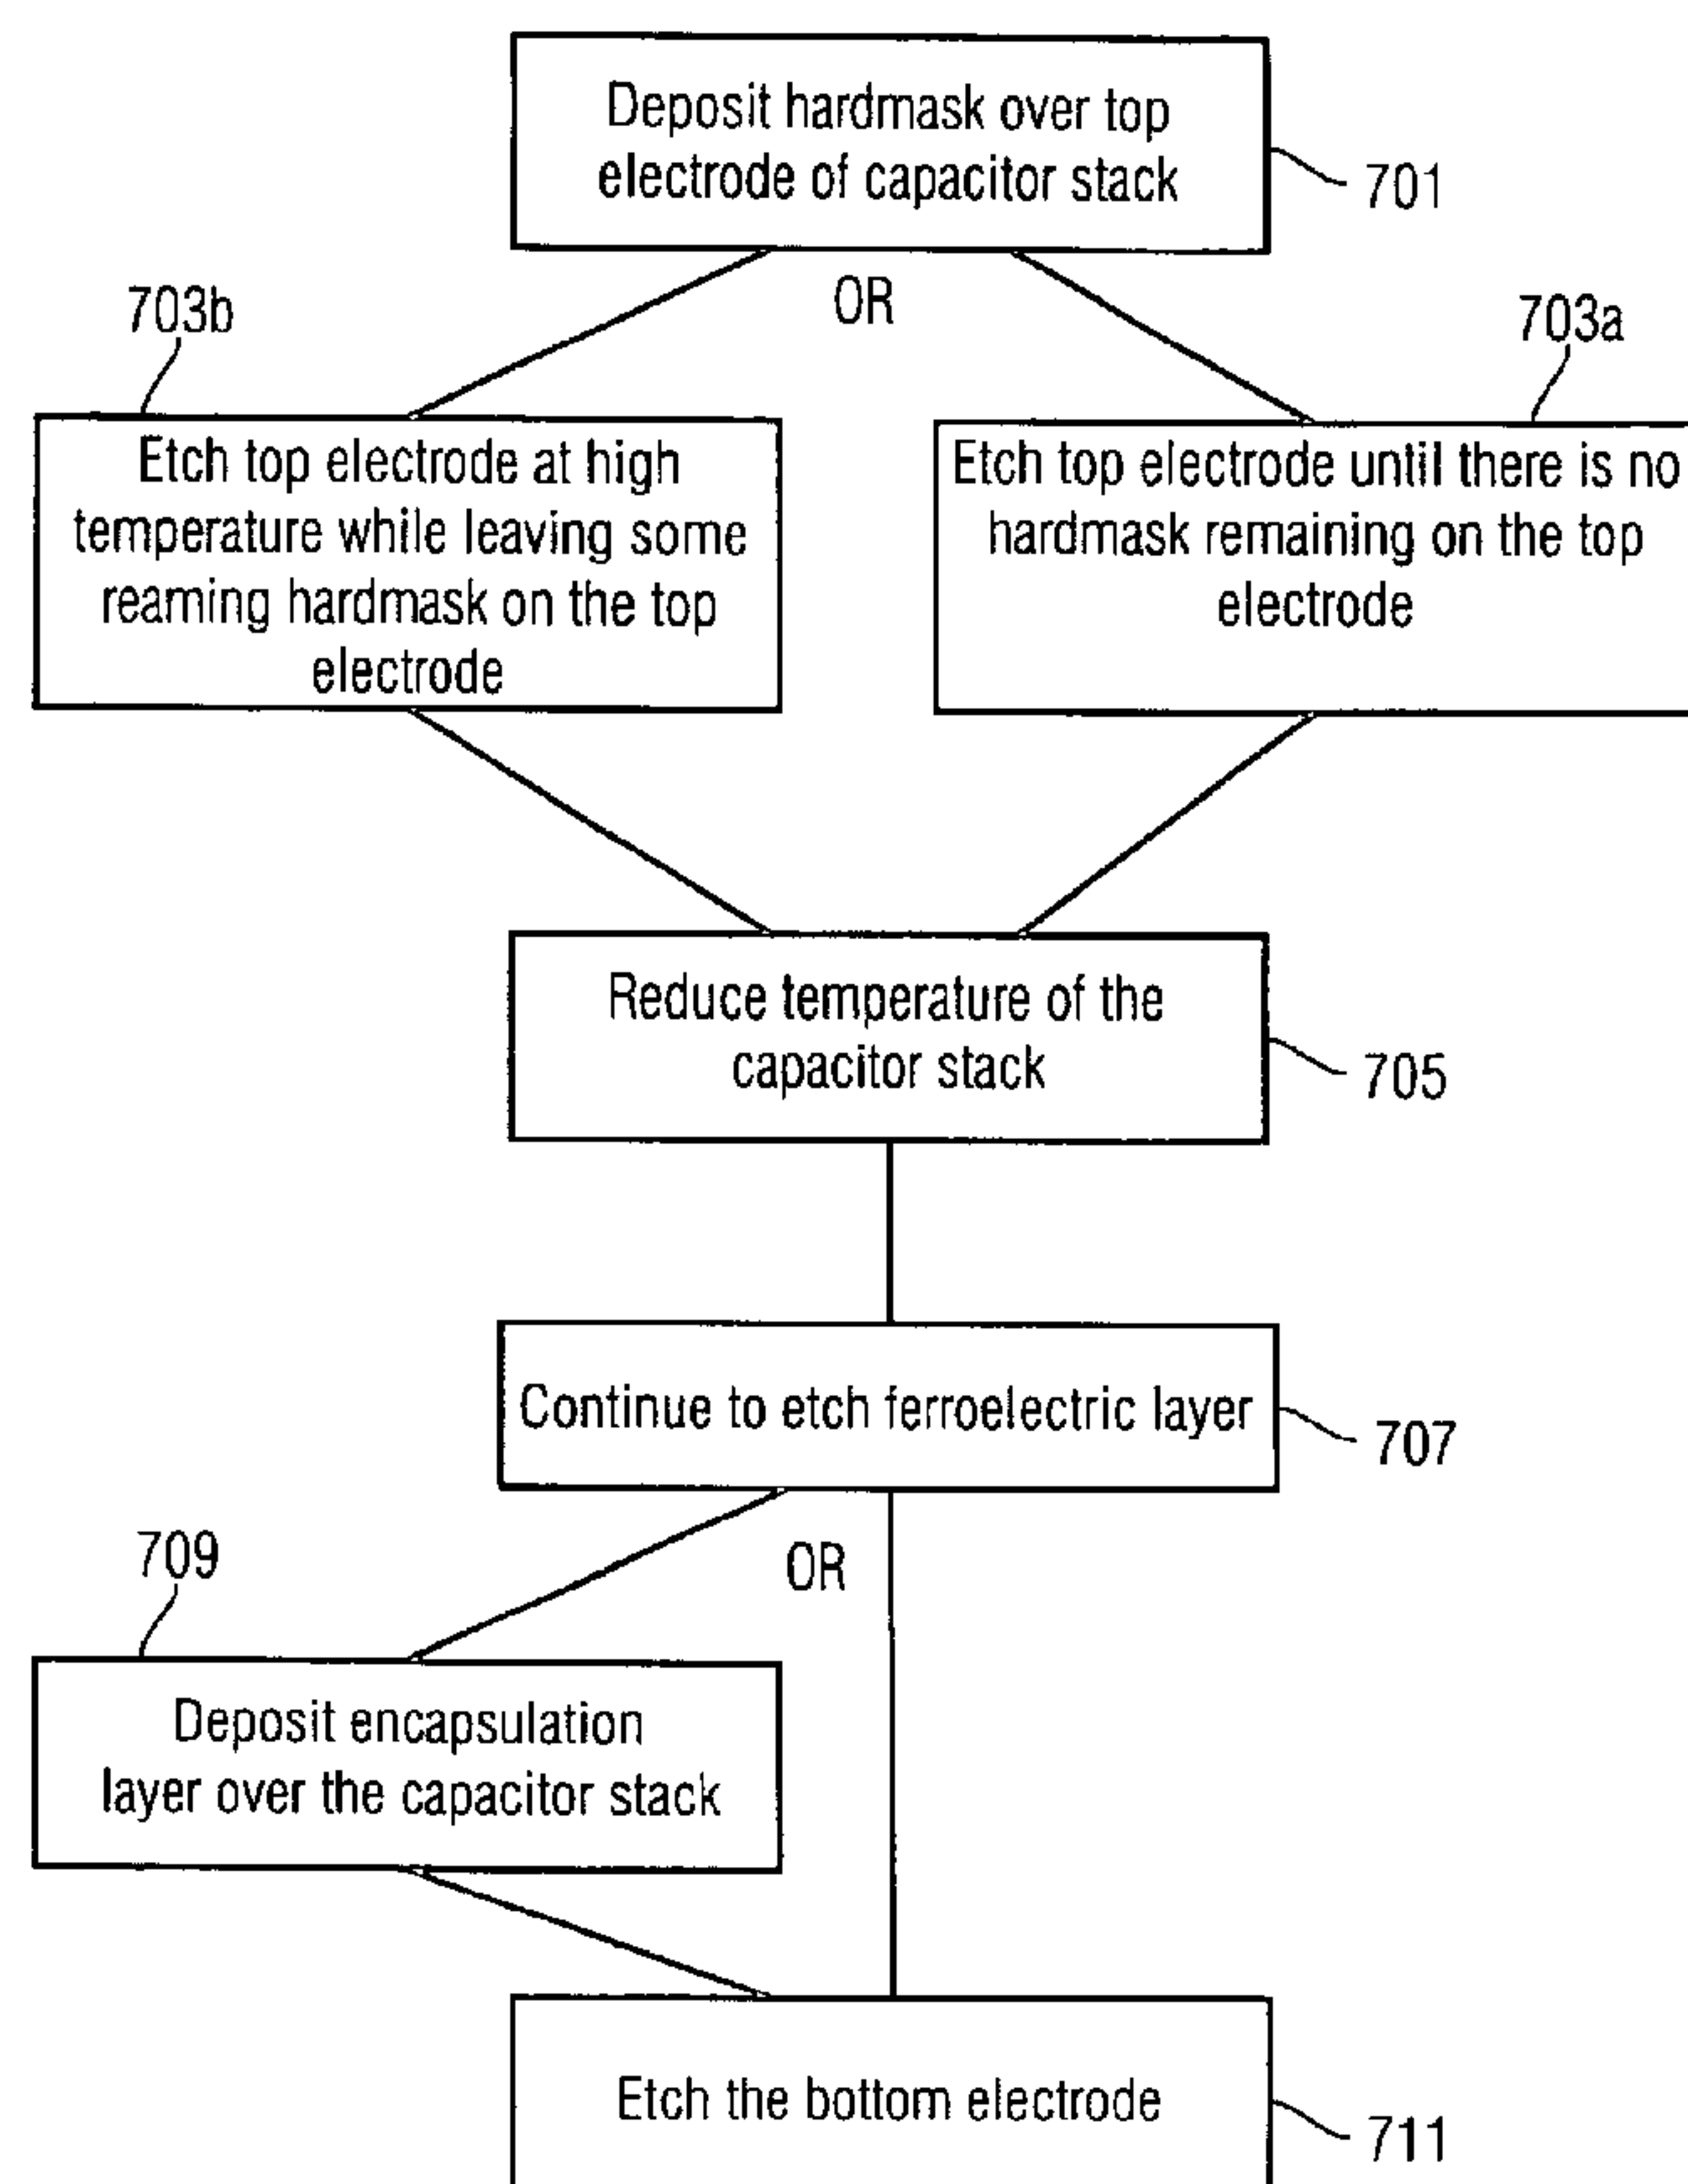 Deposit hardmask over top
electrode of capacitor stack
701
OR
703b
703a
Etch top electrode at high
temperature while leaving some
reaming hardmask on the top
electrode
Etch top electrode until there is no
hardmask remaining on the top
electrode
Reduce temperature of the
capacitor stack
705
Continue to etch ferroelectric layer
707
OR
709
Deposit encapsulation
layer over the capacitor stack
Etch the bottom electrode
711